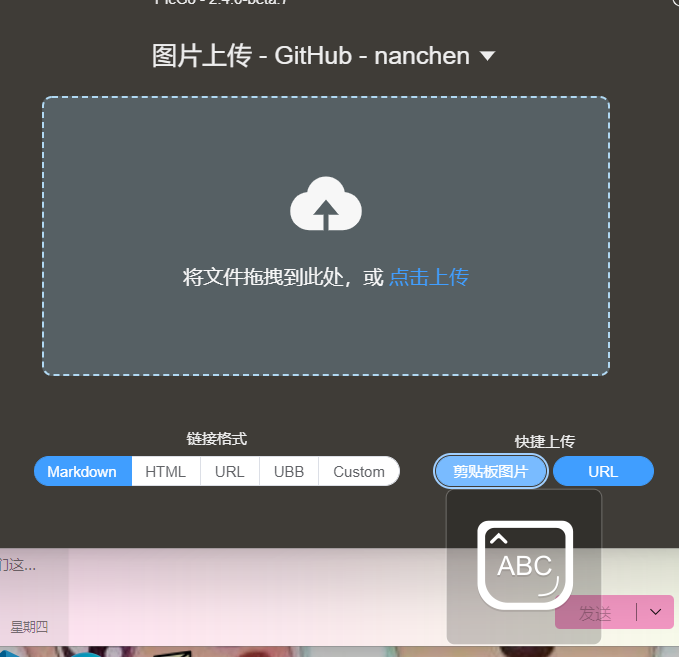 PicGo - 2.4.0-beta.7
图片上传 - GitHub - nanchen
将文件拖拽到此处，或 点击上传
链接格式
快捷上传
Markdown HTML URL UBB Custom
剪贴板图片 URL
ABC
们这...
发送
星期四